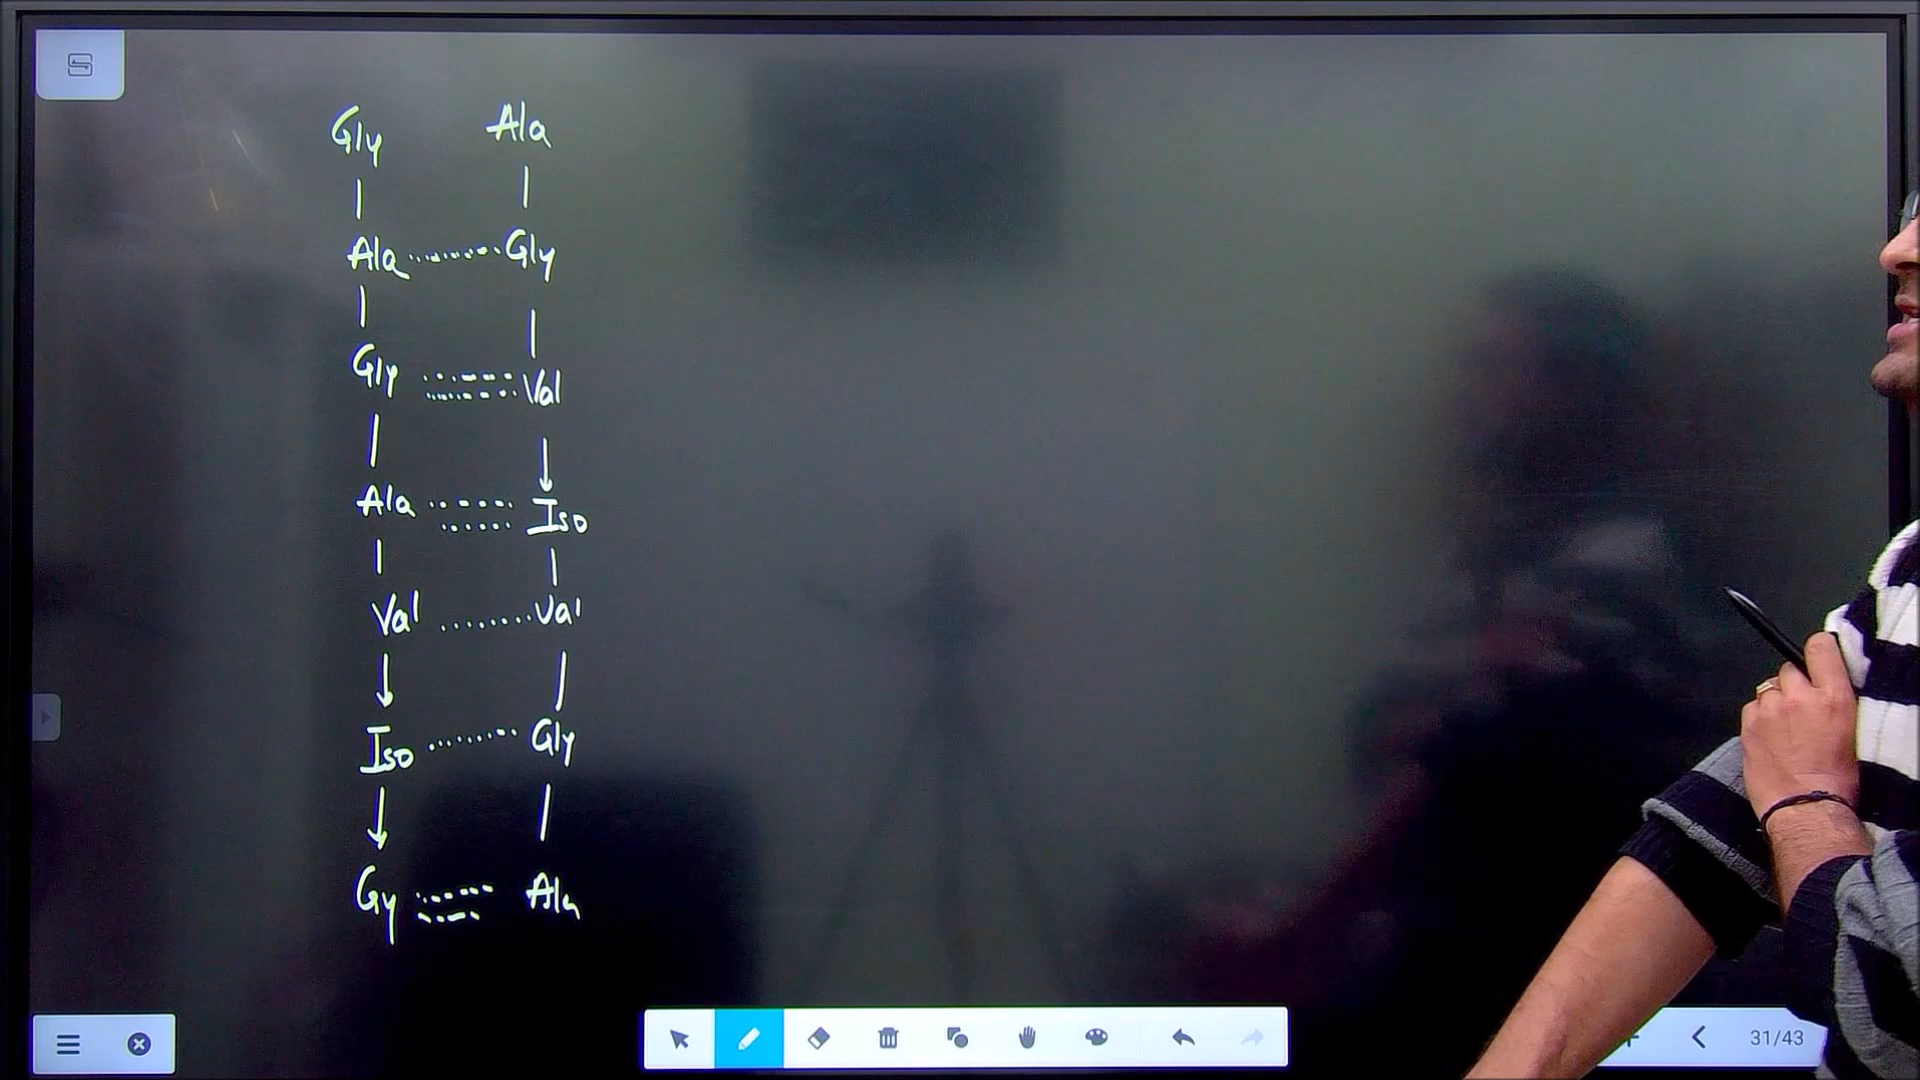 Gly Ala
Ala Gly
Gly Val
Ala Iso
Val Val
Iso Gly
Gy Ala
31/43